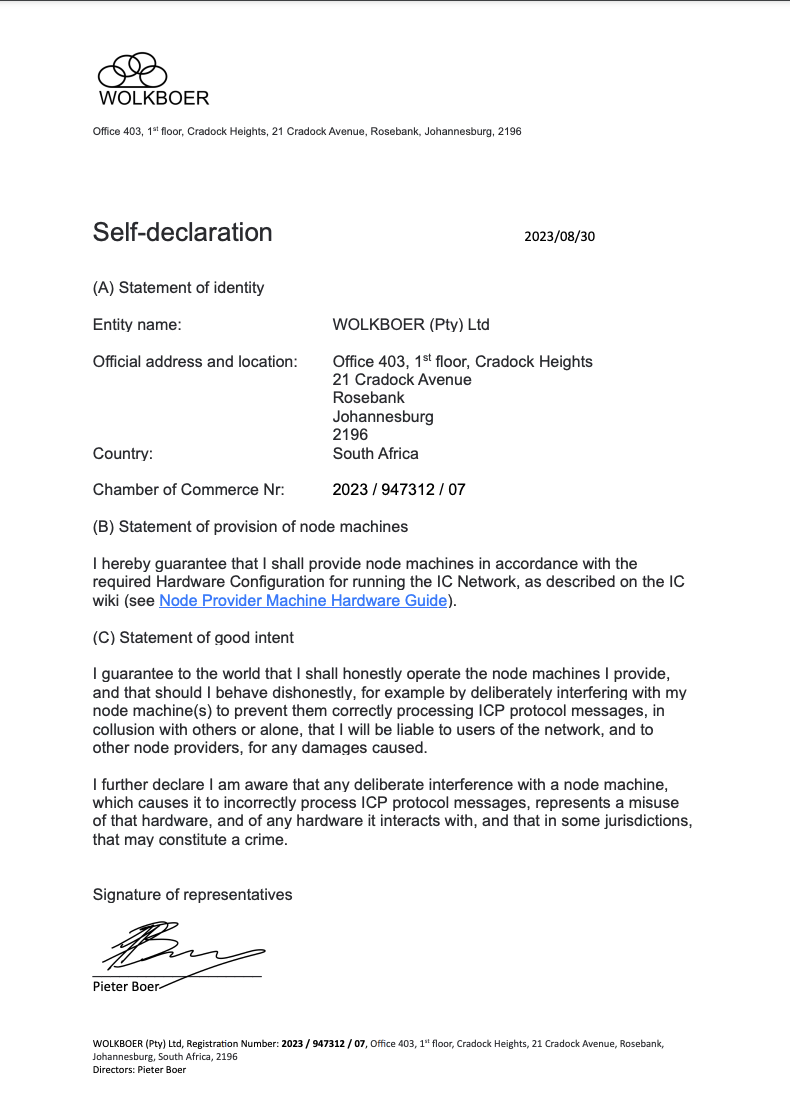 WOLKBOER
Office 403, 1st floor, Cradock Heights, 21 Cradock Avenue, Rosebank, Johannesburg, 2196
Self-declaration
2023/08/30
(A) Statement of identity
Entity name: WOLKBOER (Pty) Ltd
Official address and location: Office 403, 1st floor, Cradock Heights
21 Cradock Avenue
Rosebank
Johannesburg
2196
Country: South Africa
Chamber of Commerce Nr: 2023 / 947312 / 07
(B) Statement of provision of node machines
I hereby guarantee that I shall provide node machines in accordance with the
required Hardware Configuration for running the IC Network, as described on the IC
wiki (see Node Provider Machine Hardware Guide).
(C) Statement of good intent
I guarantee to the world that I shall honestly operate the node machines I provide,
and that should I behave dishonestly, for example by deliberately interfering with my
node machine(s) to prevent them correctly processing ICP protocol messages, in
collusion with others or alone, that I will be liable to users of the network, and to
other node providers, for any damages caused.
I further declare I am aware that any deliberate interference with a node machine,
which causes it to incorrectly process ICP protocol messages, represents a misuse
of that hardware, and of any hardware it interacts with, and that in some jurisdictions,
that may constitute a crime.
Signature of representatives
Pieter Boer
WOLKBOER (Pty) Ltd, Registration Number: 2023 / 947312 / 07, Office 403, 1st floor, Cradock Heights, 21 Cradock Avenue, Rosebank,
Johannesburg, South Africa, 2196
Directors: Pieter Boer